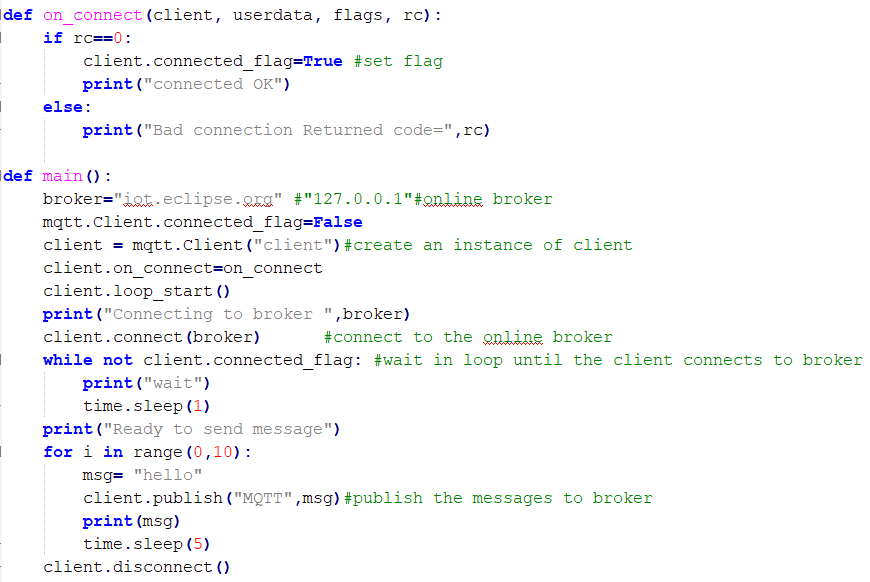 def on_connect(client, userdata, flags, rc):
    if rc==0:
        client.connected_flag=True #set flag
        print("connected OK")
    else:
        print("Bad connection Returned code=",rc)

def main():
    broker="iot.eclipse.org" #"127.0.0.1"#online broker
    mqtt.Client.connected_flag=False
    client = mqtt.Client("client")#create an instance of client
    client.on_connect=on_connect
    client.loop_start()
    print("Connecting to broker ",broker)
    client.connect(broker)      #connect to the online broker
    while not client.connected_flag: #wait in loop until the client connects to broker
        print("wait")
        time.sleep(1)
    print("Ready to send message")
    for i in range(0,10):
        msg= "hello"
        client.publish("MQTT",msg)#publish the messages to broker
        print(msg)
        time.sleep(5)
    client.disconnect()